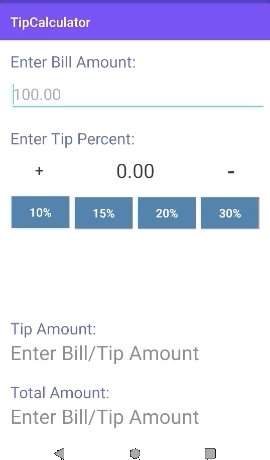 TipCalculator
Enter Bill Amount:
100.00
Enter Tip Percent:
+ 0.00 -
10% 15% 20% 30%
Tip Amount:
Enter Bill/Tip Amount
Total Amount:
Enter Bill/Tip Amount